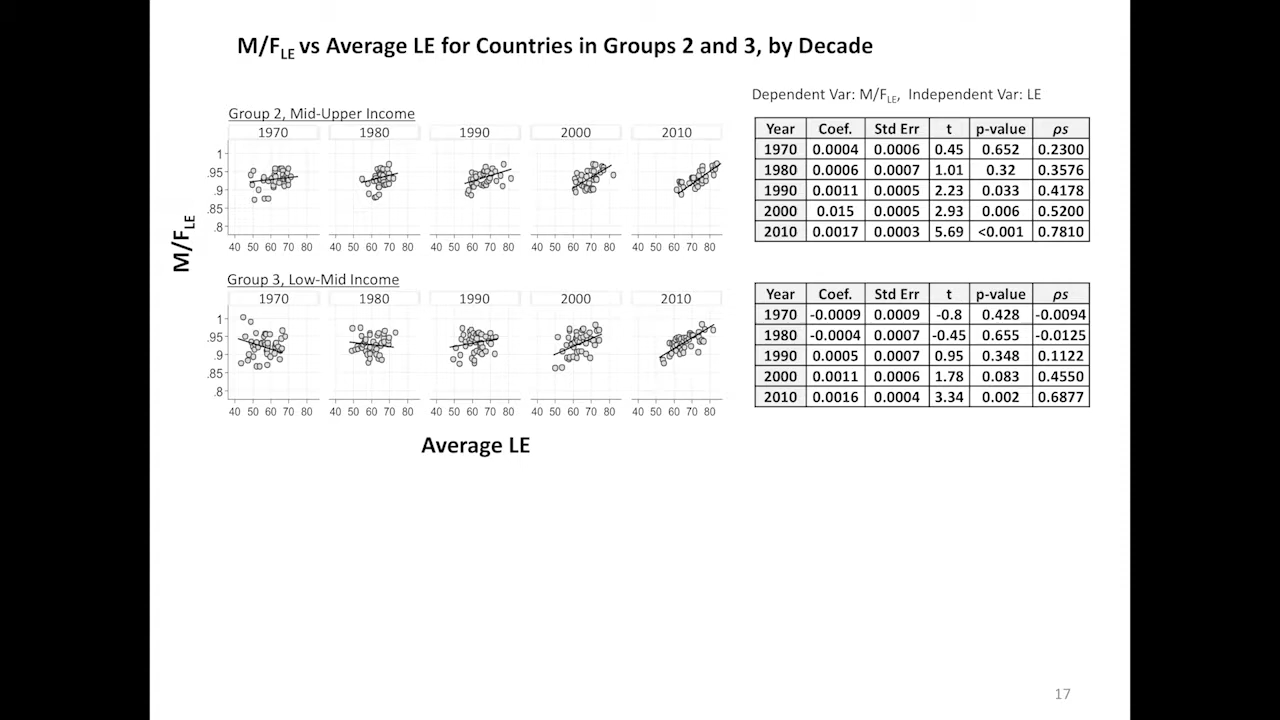 M/FLE vs Average LE for Countries in Groups 2 and 3, by Decade
Dependent Var: M/FLE, Independent Var: LE
Group 2, Mid-Upper Income
1970 1980 1990 2000 2010
1
.95
.9
.85
.8
40 50 60 70 80 40 50 60 70 80 40 50 60 70 80 40 50 60 70 80 40 50 60 70 80
Year Coef. Std Err t p-value ρs
1970 0.0004 0.0006 0.45 0.652 0.2300
1980 0.0006 0.0007 1.01 0.32 0.3576
1990 0.0011 0.0005 2.23 0.033 0.4178
2000 0.015 0.0005 2.93 0.006 0.5200
2010 0.0017 0.0003 5.69 <0.001 0.7810
M/FLE
Group 3, Low-Mid Income
1970 1980 1990 2000 2010
1
.95
.9
.85
.8
40 50 60 70 80 40 50 60 70 80 40 50 60 70 80 40 50 60 70 80 40 50 60 70 80
Year Coef. Std Err t p-value ρs
1970 -0.0009 0.0009 -0.8 0.428 -0.0094
1980 -0.0004 0.0007 -0.45 0.655 -0.0125
1990 0.0005 0.0007 0.95 0.348 0.1122
2000 0.0011 0.0006 1.78 0.083 0.4550
2010 0.0016 0.0004 3.34 0.002 0.6877
Average LE
17